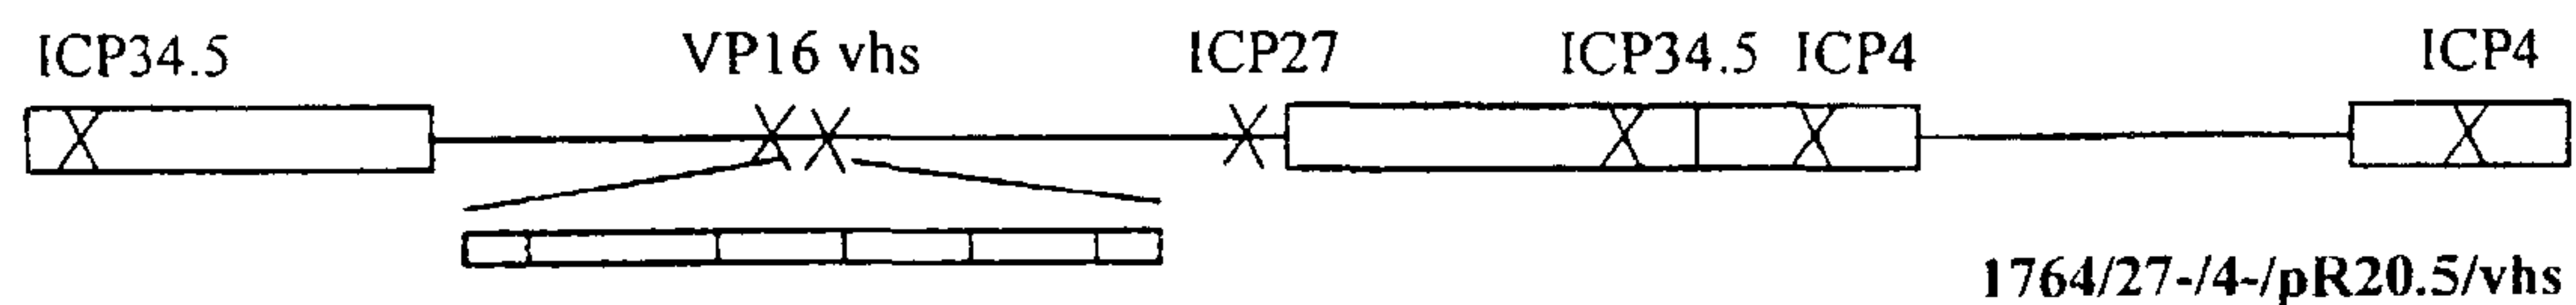 ICP34.5 VP16 vhs ICP27 ICP34.5 ICP4 ICP4
1764/27-/4-/pR20.5/vhs